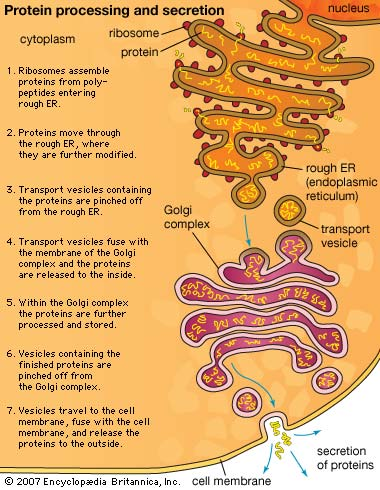 Protein processing and secretion
nucleus
ribosome
cytoplasm
protein
1. Ribosomes assemble
proteins from poly-
peptides entering
rough ER.
2. Proteins move through
the rough ER, where
they are further modified.
3. Transport vesicles containing
the proteins are pinched off
from the rough ER.
rough ER
(endoplasmic
reticulum)
Golgi
complex
transport
vesicle
4. Transport vesicles fuse with
the membrane of the Golgi
complex and the proteins
are released to the inside.
5. Within the Golgi complex
the proteins are further
processed and stored.
6. Vesicles containing the
finished proteins are
pinched off from
the Golgi complex.
7. Vesicles travel to the cell
membrane, fuse with the cell
membrane, and release the
proteins to the outside.
secretion
of proteins
cell membrane
© 2007 Encyclopædia Britannica, Inc.